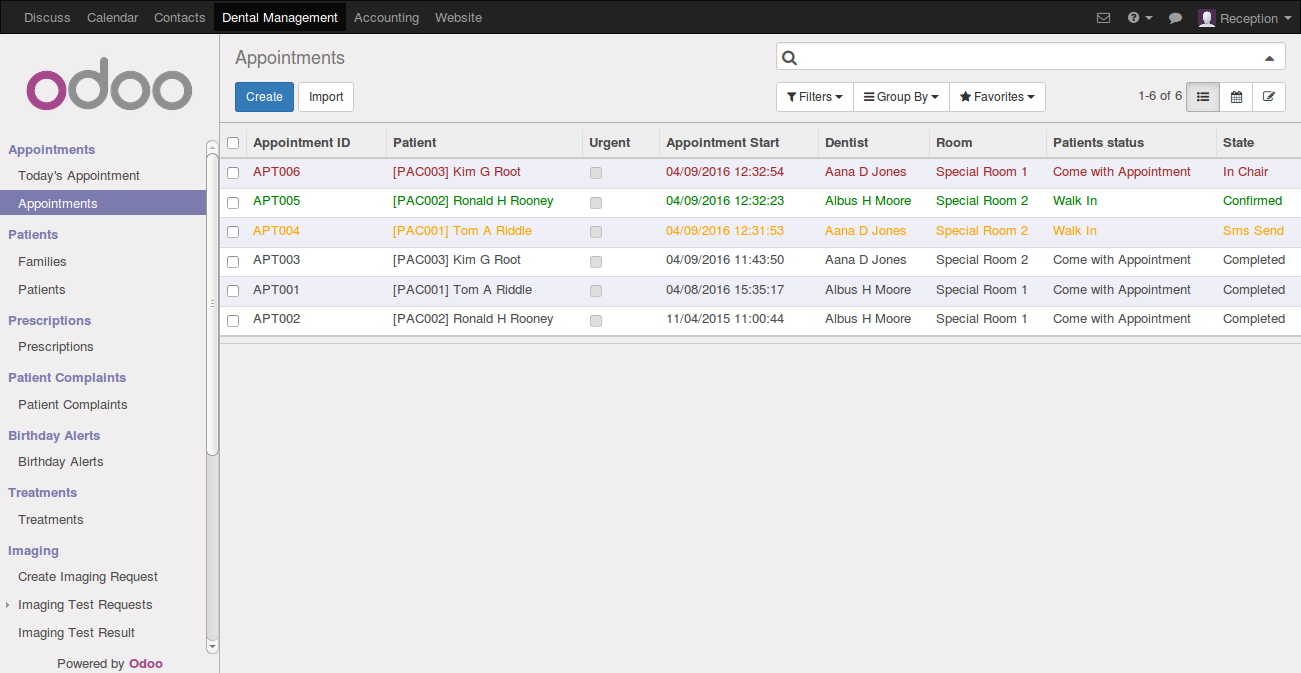 Discuss Calendar Contacts Dental Management Accounting Website Reception
odoo
Appointments
Today's Appointment
Appointments
Patients
Families
Patients
Prescriptions
Prescriptions
Patient Complaints
Patient Complaints
Birthday Alerts
Birthday Alerts
Treatments
Treatments
Imaging
Create Imaging Request
Imaging Test Requests
Imaging Test Result
Powered by Odoo
Appointments
Create Import Filters Group By Favorites 1-6 of 6
Appointment ID Patient Urgent Appointment Start Dentist Room Patients status State
APT006 [PAC003] Kim G Root 04/09/2016 12:32:54 Aana D Jones Special Room 1 Come with Appointment In Chair
APT005 [PAC002] Ronald H Rooney 04/09/2016 12:32:23 Albus H Moore Special Room 2 Walk In Confirmed
APT004 [PAC001] Tom A Riddle 04/09/2016 12:31:53 Aana D Jones Special Room 2 Walk In Sms Send
APT003 [PAC003] Kim G Root 04/09/2016 11:43:50 Aana D Jones Special Room 2 Come with Appointment Completed
APT001 [PAC001] Tom A Riddle 04/08/2016 15:35:17 Albus H Moore Special Room 1 Come with Appointment Completed
APT002 [PAC002] Ronald H Rooney 11/04/2015 11:00:44 Albus H Moore Special Room 1 Come with Appointment Completed